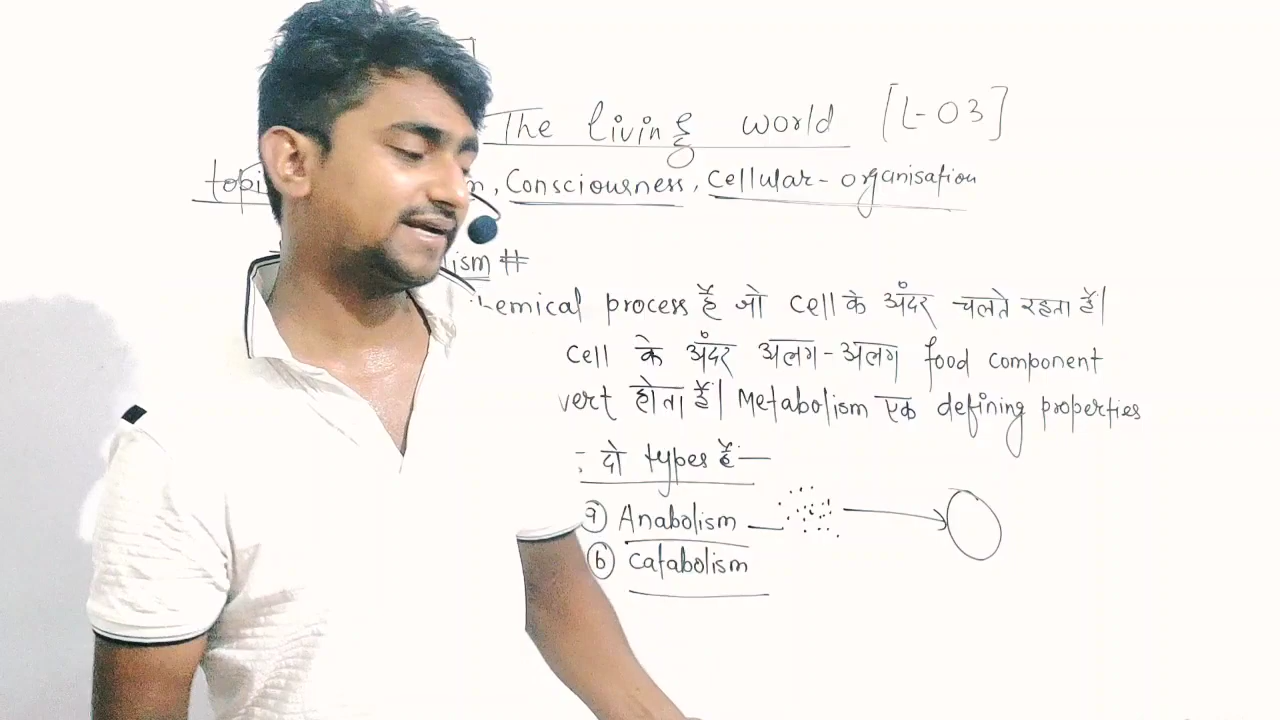 The living world [L-03]
topi n, Consciousness, Cellular-organisation
ism #
hemical process है जो cell के अंदर चलते रहता हैं|
Cell के अंदर अलग-अलग food component
vert होता हैं| Metabolism एक defining properties
: दो types हैं—
(a) Anabolism —
(b) Catabolism